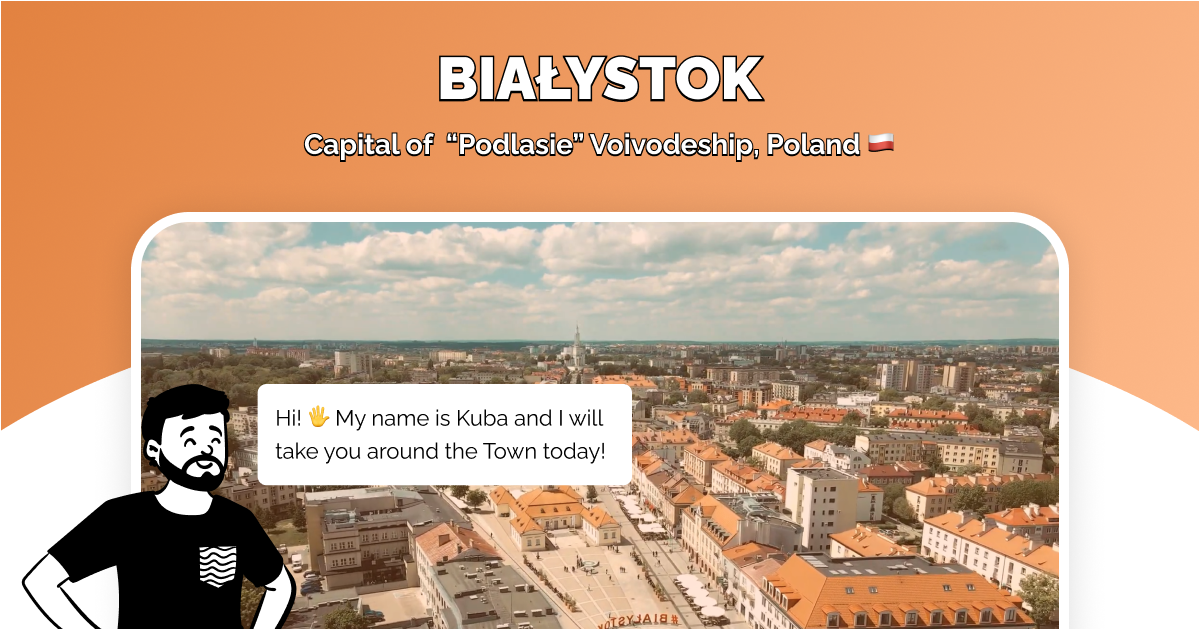 BIAŁYSTOK
Capital of “Podlasie” Voivodeship, Poland 🇵🇱
Hi! 🖐 My name is Kuba and I will
take you around the Town today!
#BIAŁYSTOK